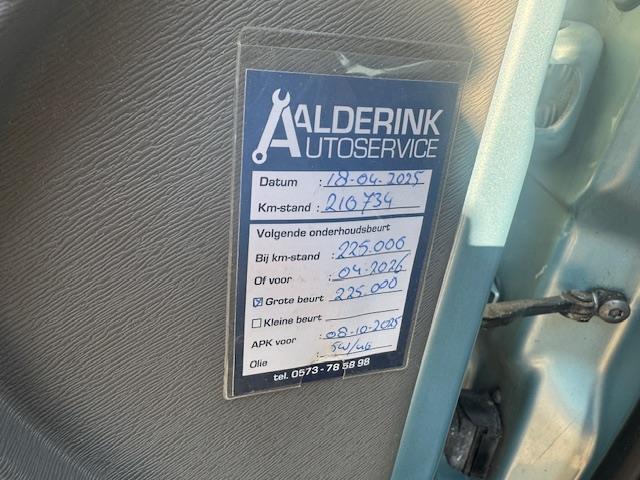 AALDERINK
AUTOSERVICE
Datum : 18-04-2025
Km-stand : 210734
Volgende onderhoudsbeurt
Bij km-stand : 225.000
Of voor : 04-2026
Grote beurt 225.000
Kleine beurt
APK voor : 08-10-2025
Olie : 5W/40
tel. 0573 - 78 58 98